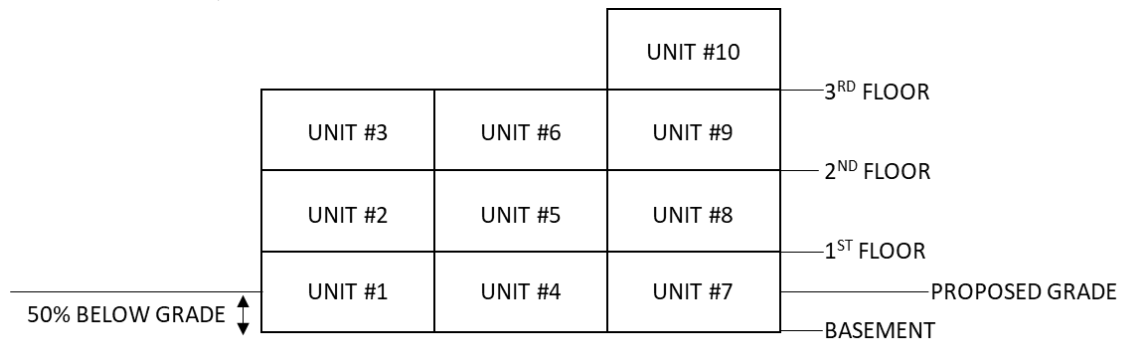 UNIT #10
3RD FLOOR
UNIT #3 UNIT #6 UNIT #9
2ND FLOOR
UNIT #2 UNIT #5 UNIT #8
1ST FLOOR
UNIT #1 UNIT #4 UNIT #7 PROPOSED GRADE
50% BELOW GRADE
BASEMENT